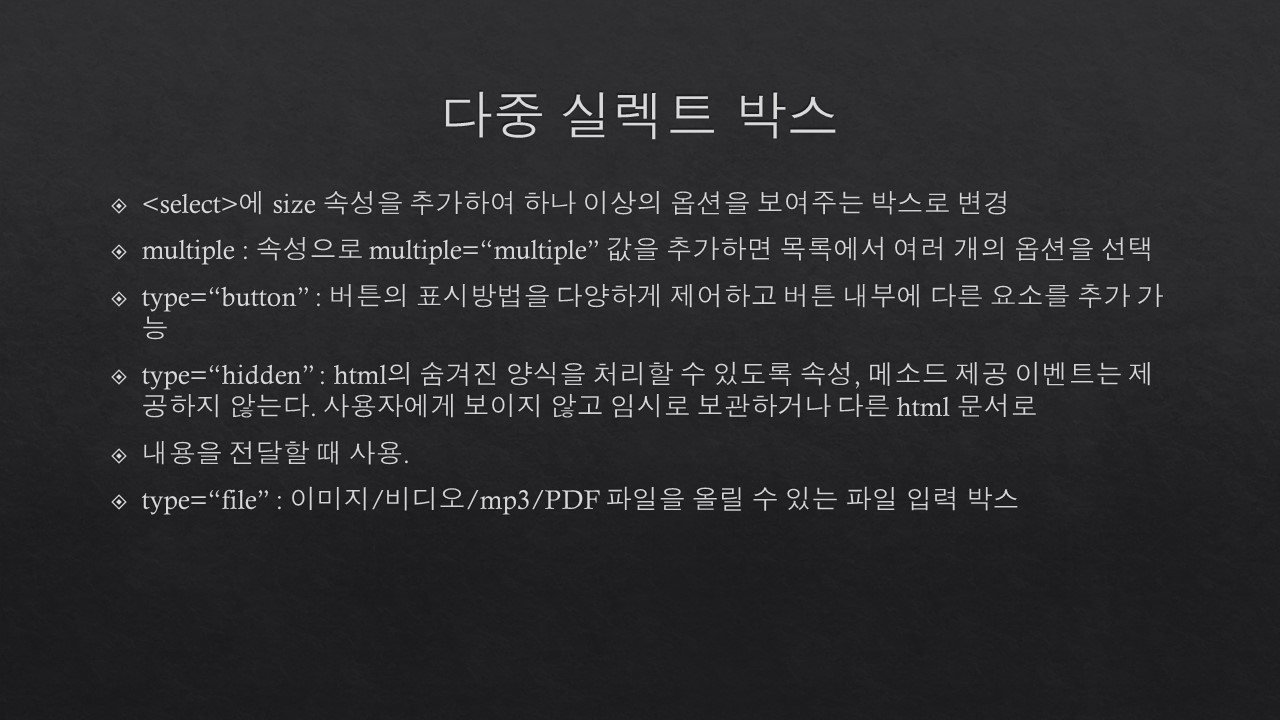 다중 실렉트 박스
<select>에 size 속성을 추가하여 하나 이상의 옵션을 보여주는 박스로 변경
multiple : 속성으로 multiple=“multiple” 값을 추가하면 목록에서 여러 개의 옵션을 선택
type=“button” : 버튼의 표시방법을 다양하게 제어하고 버튼 내부에 다른 요소를 추가 가
능
type=“hidden” : html의 숨겨진 양식을 처리할 수 있도록 속성, 메소드 제공 이벤트는 제
공하지 않는다. 사용자에게 보이지 않고 임시로 보관하거나 다른 html 문서로
내용을 전달할 때 사용.
type=“file” : 이미지/비디오/mp3/PDF 파일을 올릴 수 있는 파일 입력 박스